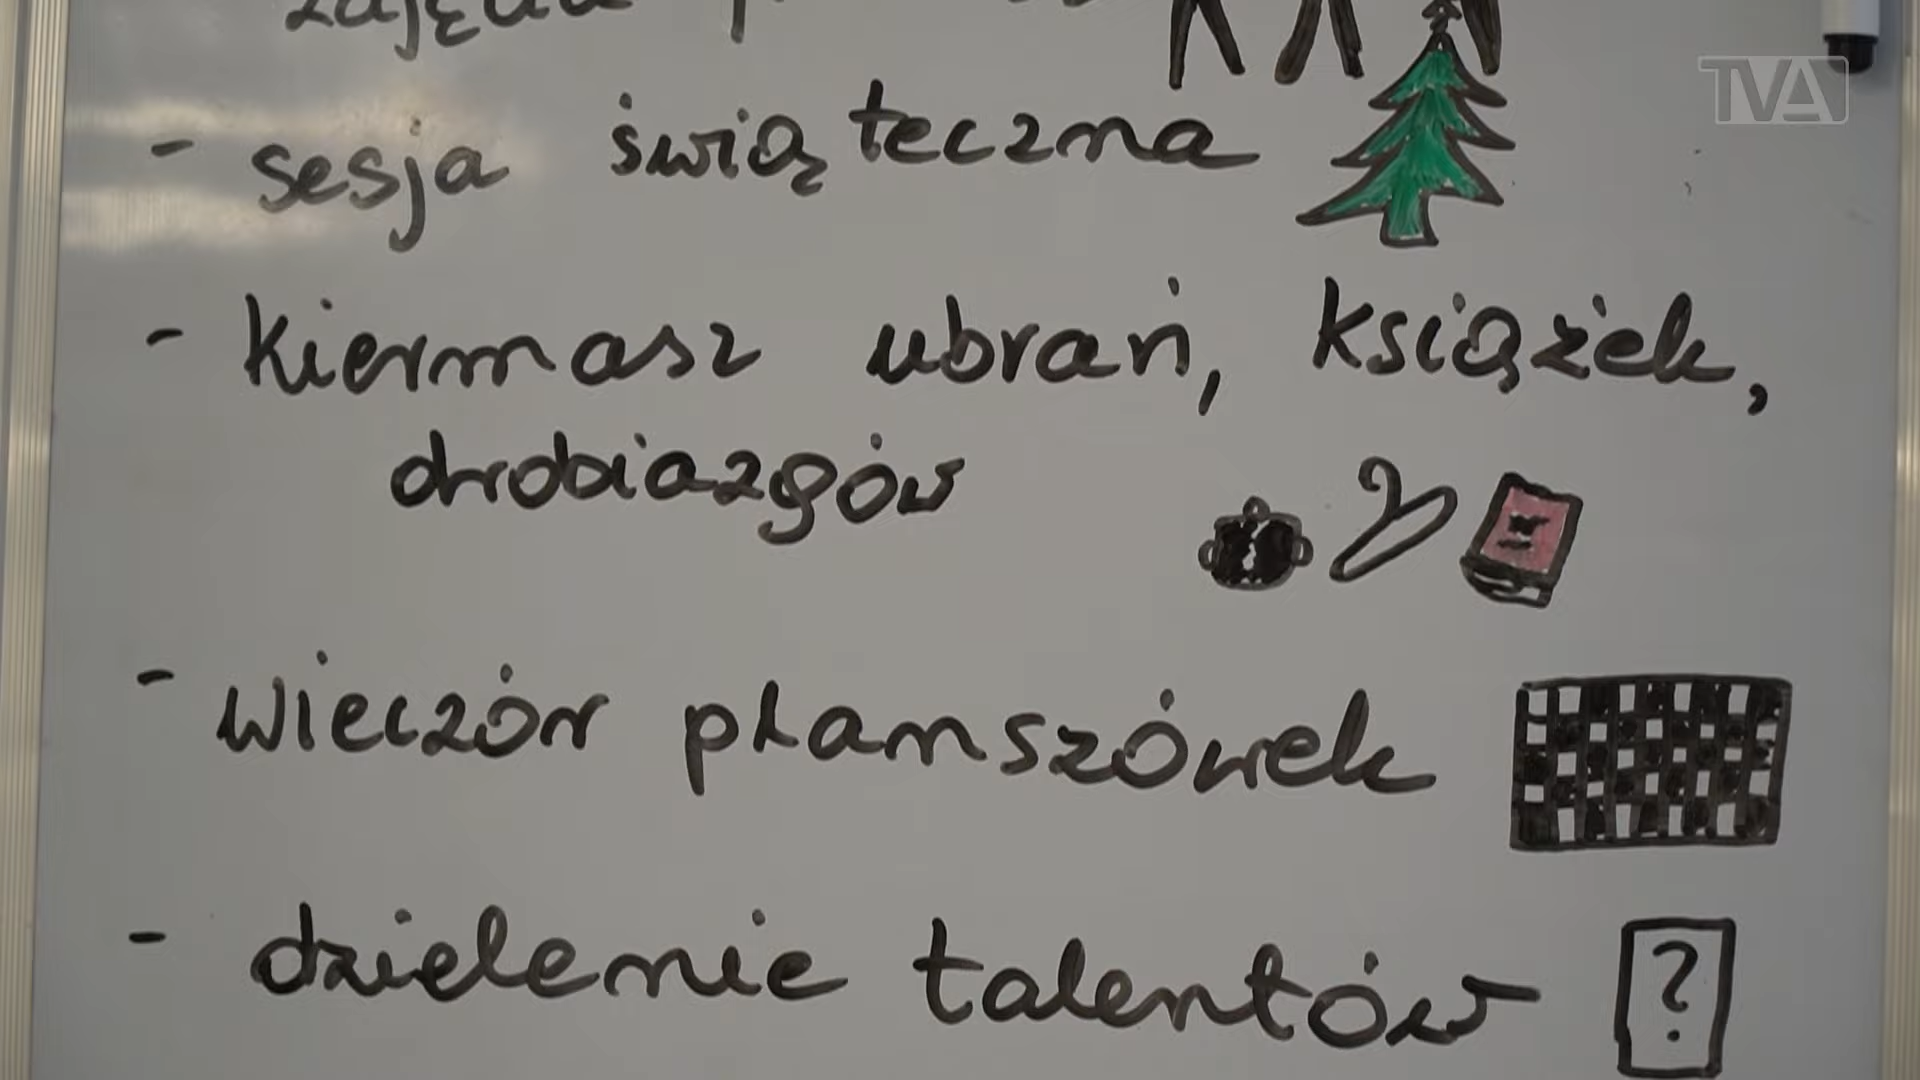 TVA
- sesja świąteczna
- kiermasz ubrań, książek,
drobiazgów
- wieczór planszówek
- dzielenie talentów
?